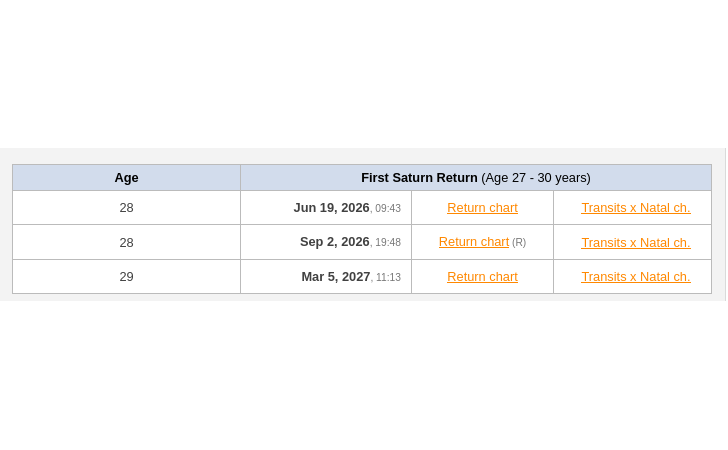 Age First Saturn Return (Age 27 - 30 years)
28 Jun 19, 2026, 09:43 Return chart Transits x Natal ch.
28 Sep 2, 2026, 19:48 Return chart (R) Transits x Natal ch.
29 Mar 5, 2027, 11:13 Return chart Transits x Natal ch.